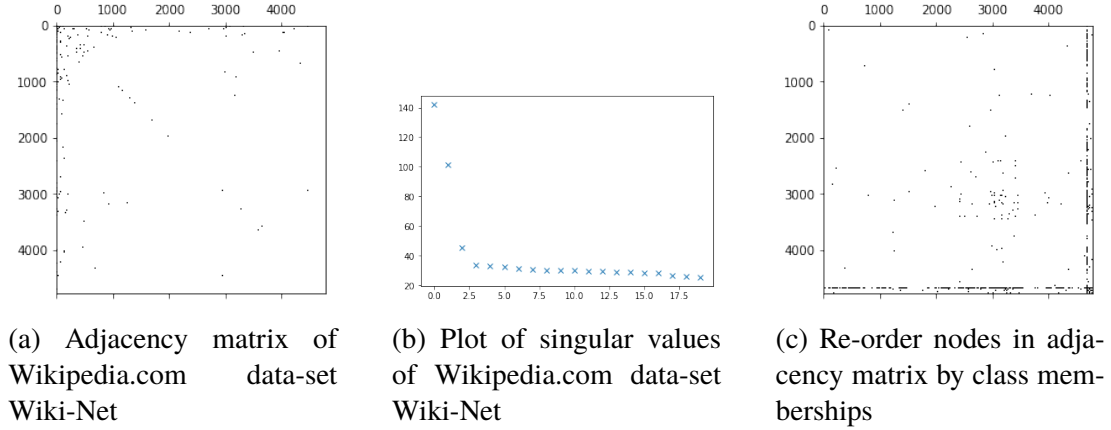 0 1000 2000 3000 4000
0
1000
2000
3000
4000
140
120
100
80
60
40
20
0.0 2.5 5.0 7.5 10.0 12.5 15.0 17.5
0 1000 2000 3000 4000
0
1000
2000
3000
4000
(a) Adjacency matrix of
Wikipedia.com data-set
Wiki-Net
(b) Plot of singular values
of Wikipedia.com data-set
Wiki-Net
(c) Re-order nodes in adja-
cency matrix by class mem-
berships